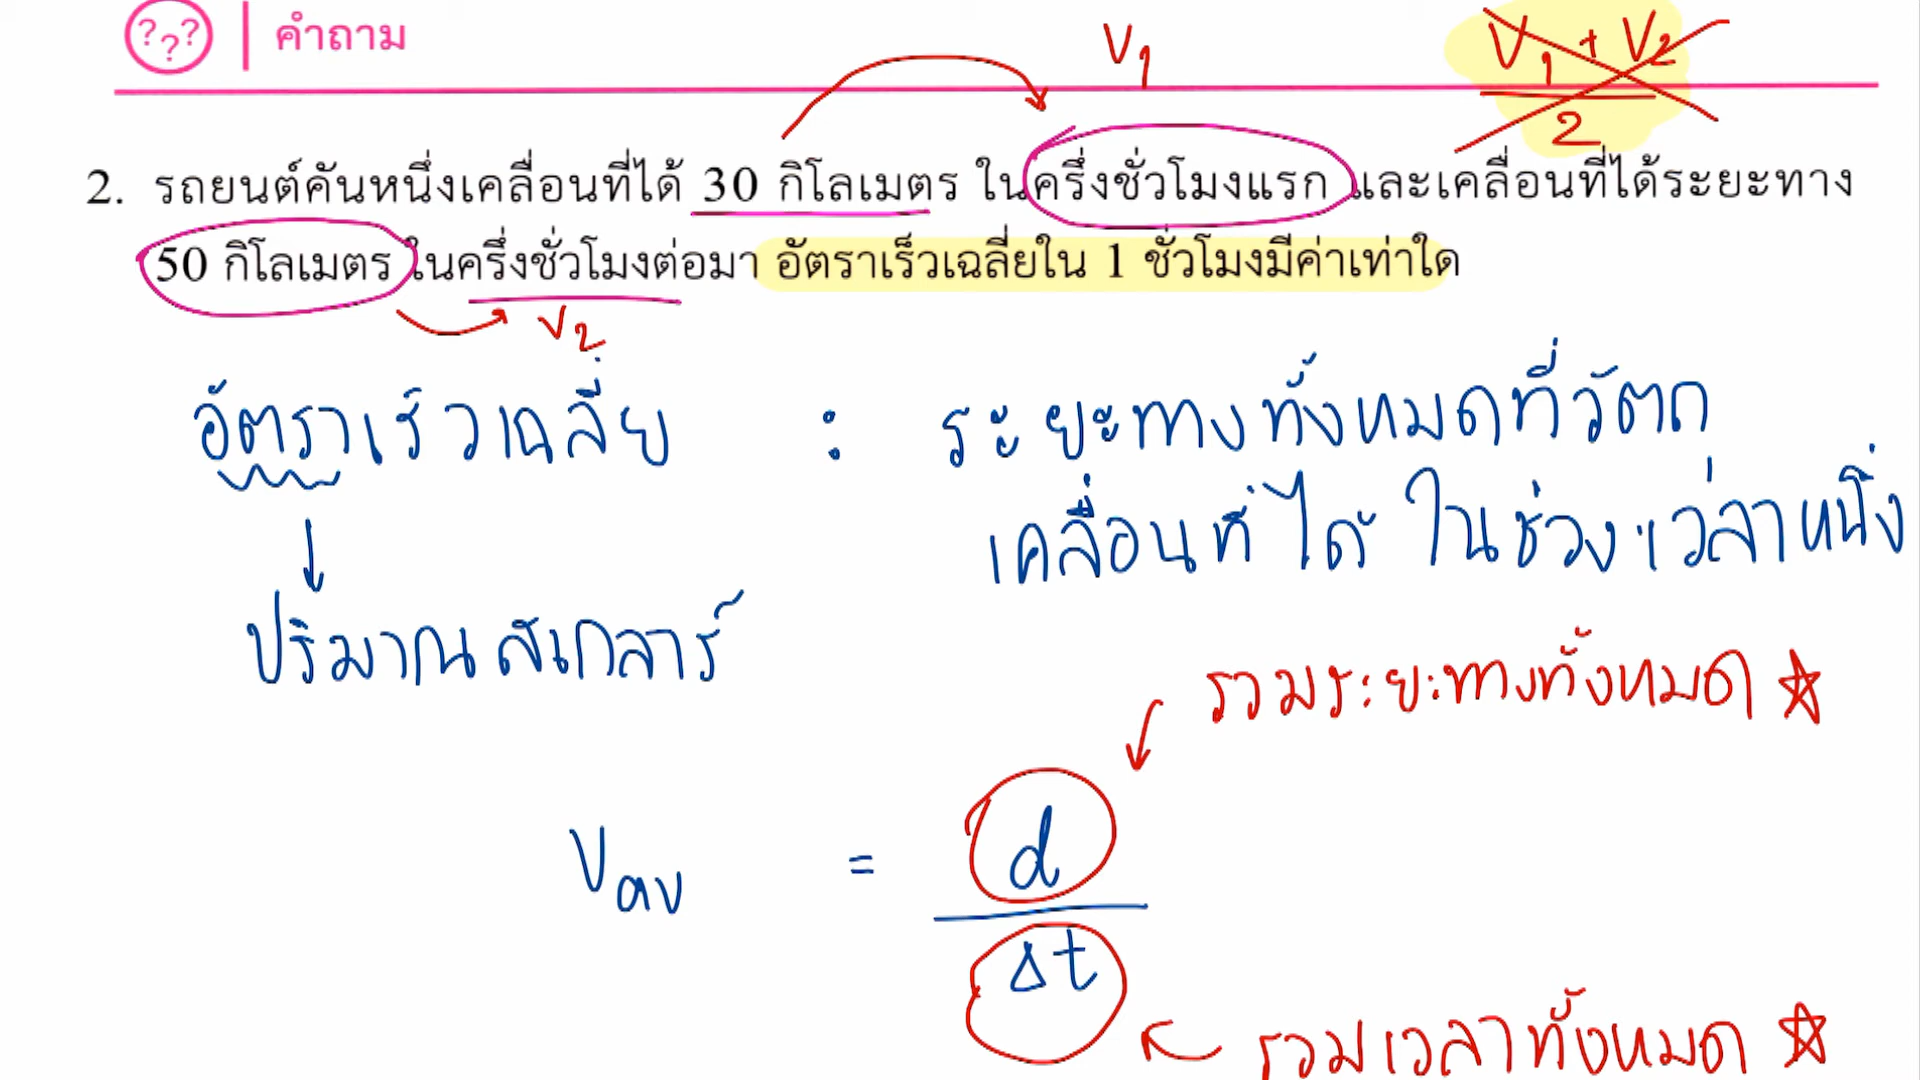 ??? | คำถาม
V1
V1 + V2
2
2. รถยนต์คันหนึ่งเคลื่อนที่ได้ 30 กิโลเมตร ในครึ่งชั่วโมงแรก และเคลื่อนที่ได้ระยะทาง
50 กิโลเมตร ในครึ่งชั่วโมงต่อมา อัตราเร็วเฉลี่ยใน 1 ชั่วโมงมีค่าเท่าใด
V2
อัตราเร็วเฉลี่ย : ระยะทางทั้งหมดที่วัตถุ
เคลื่อนที่ได้ ในช่วงเวลาหนึ่ง
ปริมาณสเกลาร์
รวมระยะทางทั้งหมด ☆
Vav = d
Δt
รวมเวลาทั้งหมด ☆